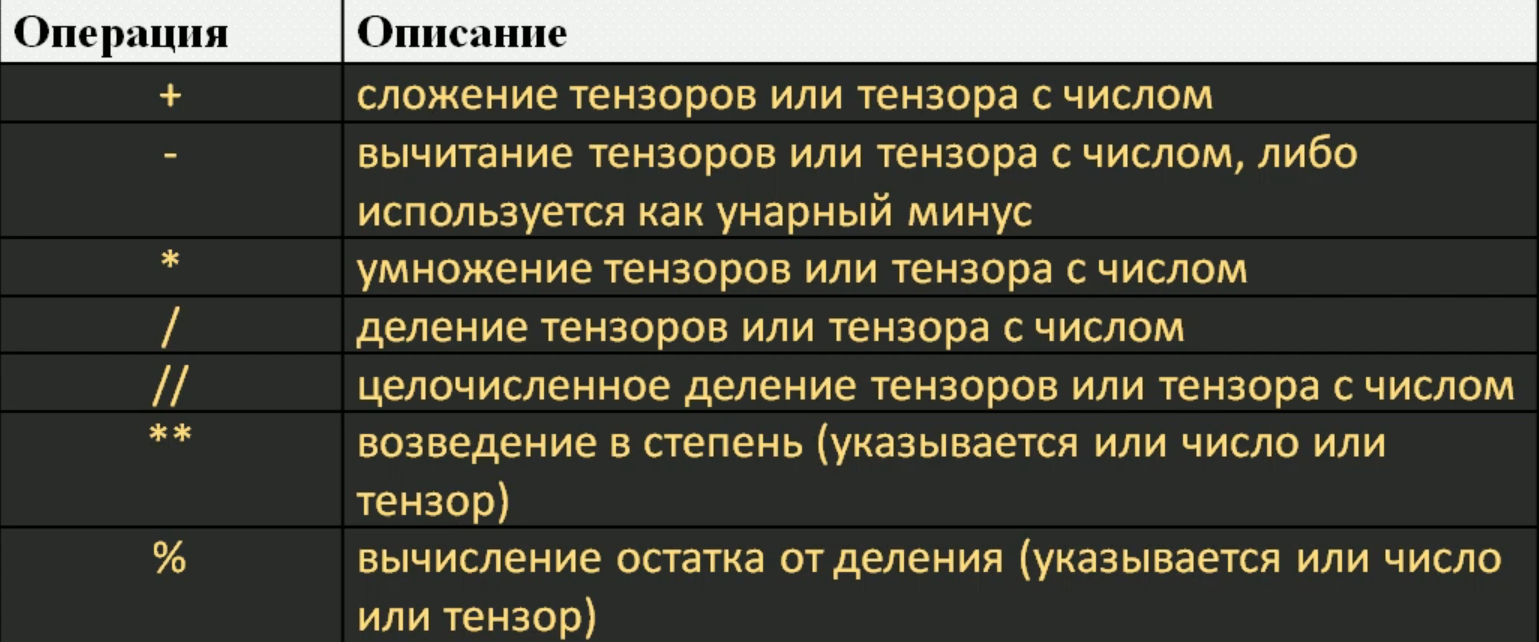 Операция Описание
+ сложение тензоров или тензора с числом
- вычитание тензоров или тензора с числом, либо
используется как унарный минус
* умножение тензоров или тензора с числом
/ деление тензоров или тензора с числом
// целочисленное деление тензоров или тензора с числом
** возведение в степень (указывается или число или
тензор)
% вычисление остатка от деления (указывается или число
или тензор)